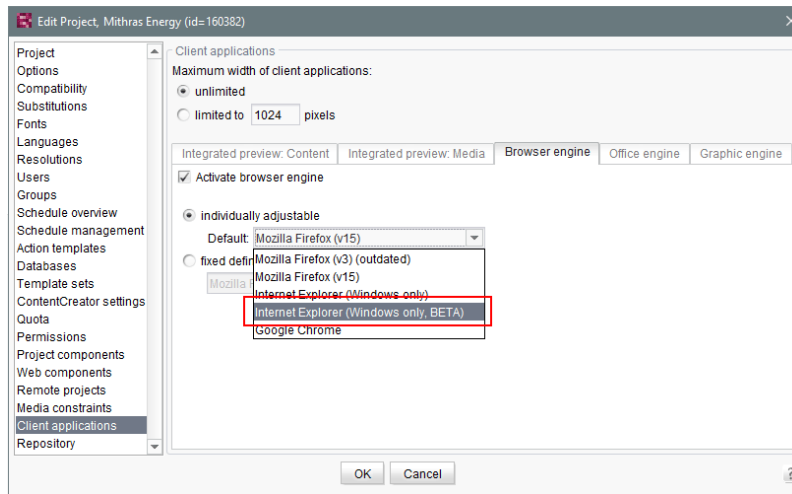 Edit Project, Mithras Energy (id=160382)
Project
Options
Compatibility
Substitutions
Fonts
Languages
Resolutions
Users
Groups
Schedule overview
Schedule management
Action templates
Databases
Template sets
ContentCreator settings
Quota
Permissions
Project components
Web components
Remote projects
Media constraints
Client applications
Repository
Client applications
Maximum width of client applications:
unlimited
limited to 1024 pixels
Integrated preview: Content Integrated preview: Media Browser engine Office engine Graphic engine
Activate browser engine
individually adjustable
Default: Mozilla Firefox (v15)
fixed defin
Mozilla F
Mozilla Firefox (v3) (outdated)
Mozilla Firefox (v15)
Internet Explorer (Windows only)
Internet Explorer (Windows only, BETA)
Google Chrome
OK Cancel
?